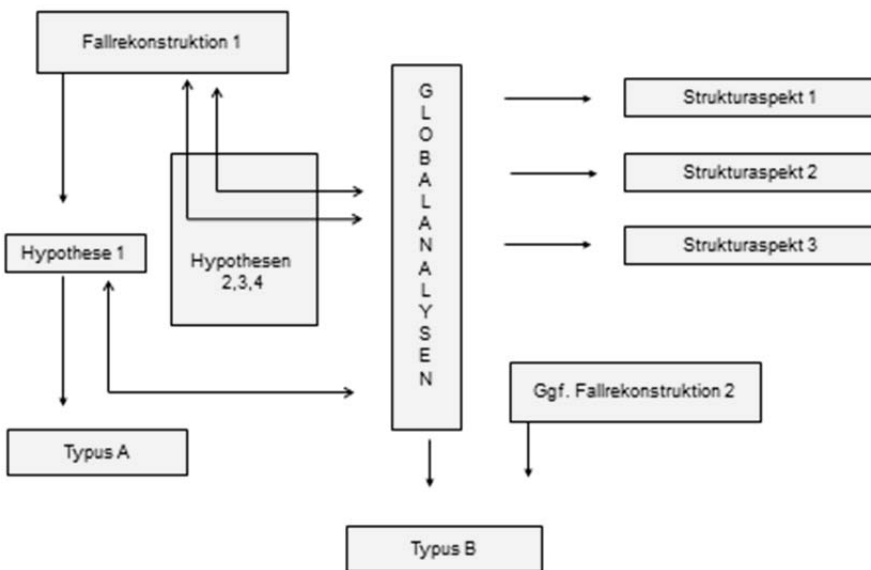 Fallrekonstruktion 1
GLOBALANALYSEN
Strukturaspekt 1
Strukturaspekt 2
Strukturaspekt 3
Hypothese 1
Hypothesen
2,3,4
Ggf. Fallrekonstruktion 2
Typus A
Typus B